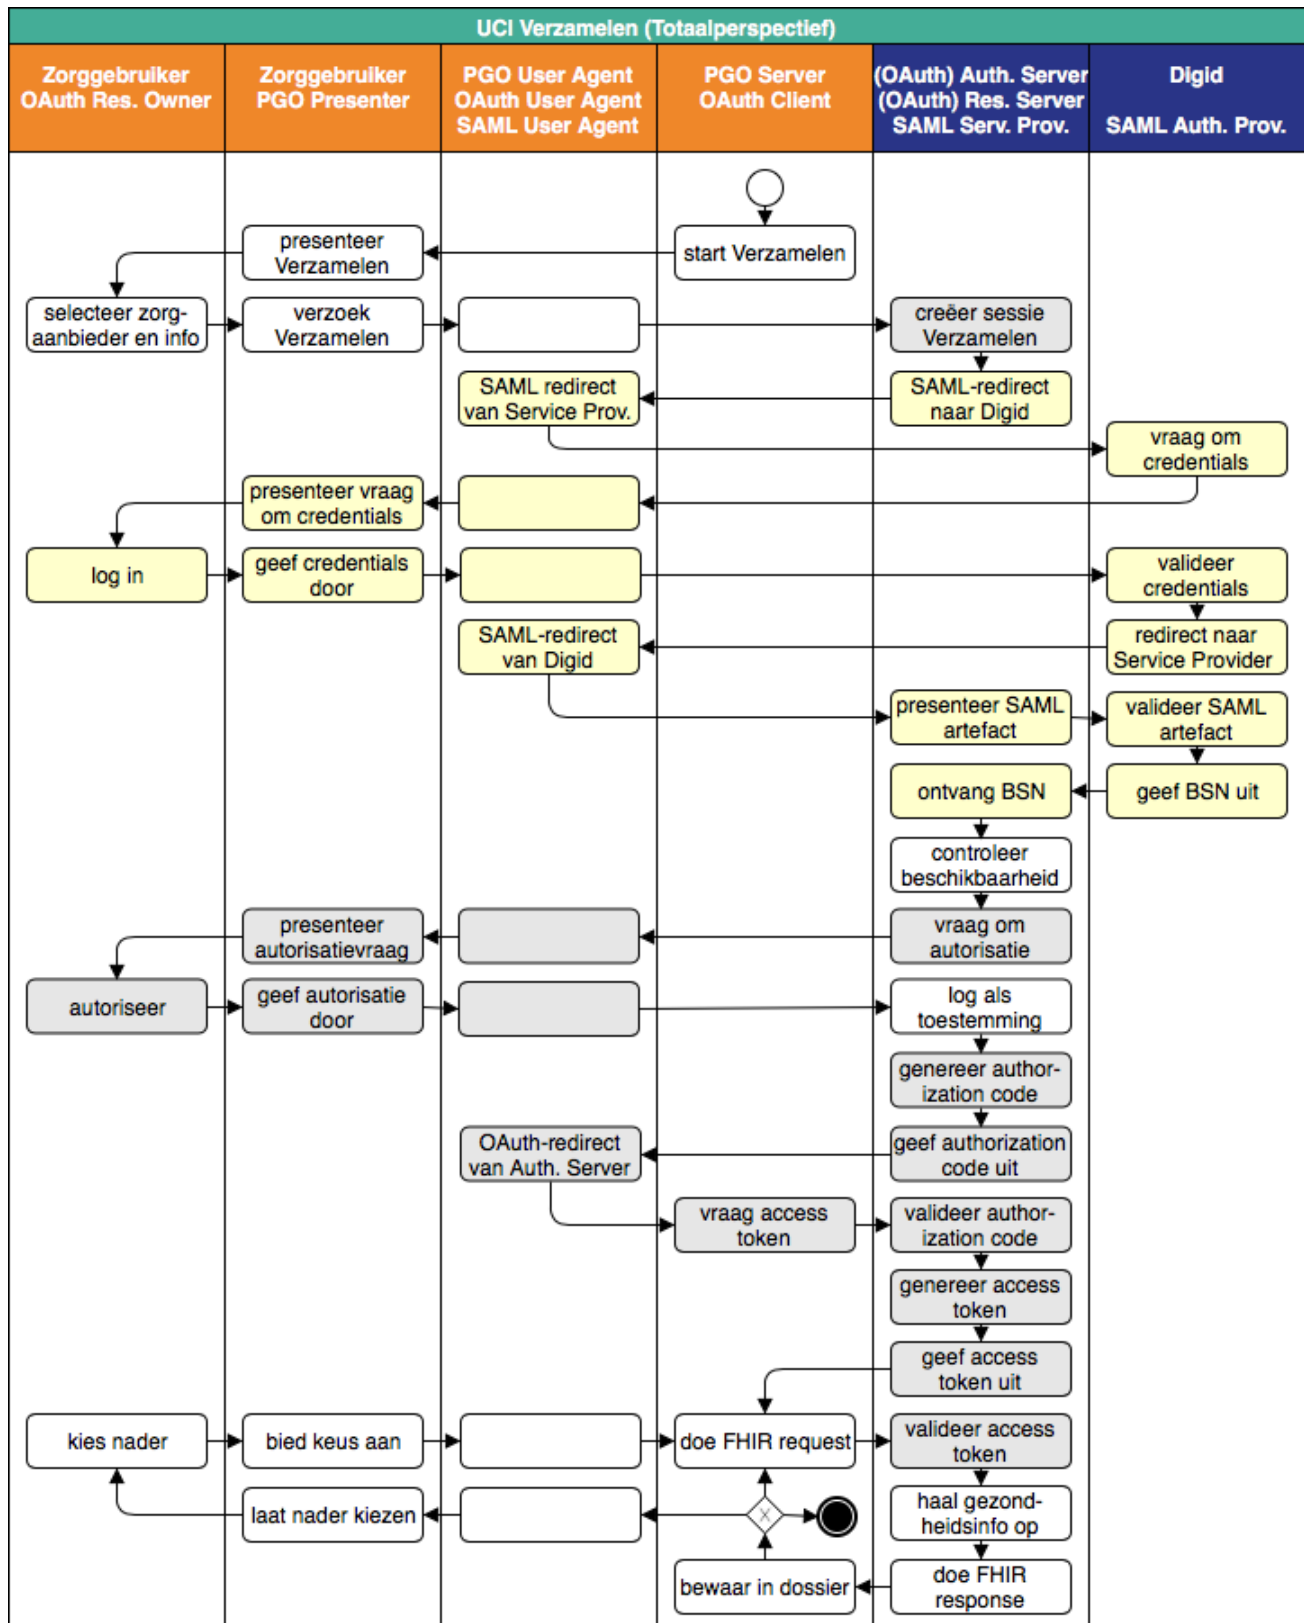 UCI Verzamelen (Totaalperspectief)
Zorggebruiker
OAuth Res. Owner
Zorggebruiker
PGO Presenter
PGO User Agent
OAuth User Agent
SAML User Agent
PGO Server
OAuth Client
(OAuth) Auth. Server
(OAuth) Res. Server
SAML Serv. Prov.
Digid
SAML Auth. Prov.
presenteer
Verzamelen
start Verzamelen
selecteer zorg-
aanbieder en info
verzoek
Verzamelen
creëer sessie
Verzamelen
SAML redirect
van Service Prov.
SAML-redirect
naar Digid
vraag om
credentials
presenteer vraag
om credentials
log in
geef credentials
door
valideer
credentials
SAML-redirect
van Digid
redirect naar
Service Provider
presenteer SAML
artefact
valideer SAML
artefact
ontvang BSN
geef BSN uit
controleer
beschikbaarheid
presenteer
autorisatievraag
vraag om
autorisatie
autoriseer
geef autorisatie
door
log als
toestemming
genereer author-
ization code
OAuth-redirect
van Auth. Server
geef authorization
code uit
vraag access
token
valideer author-
ization code
genereer access
token
geef access
token uit
kies nader
bied keus aan
doe FHIR request
valideer access
token
laat nader kiezen
X
haal gezond-
heidsinfo op
bewaar in dossier
doe FHIR
response